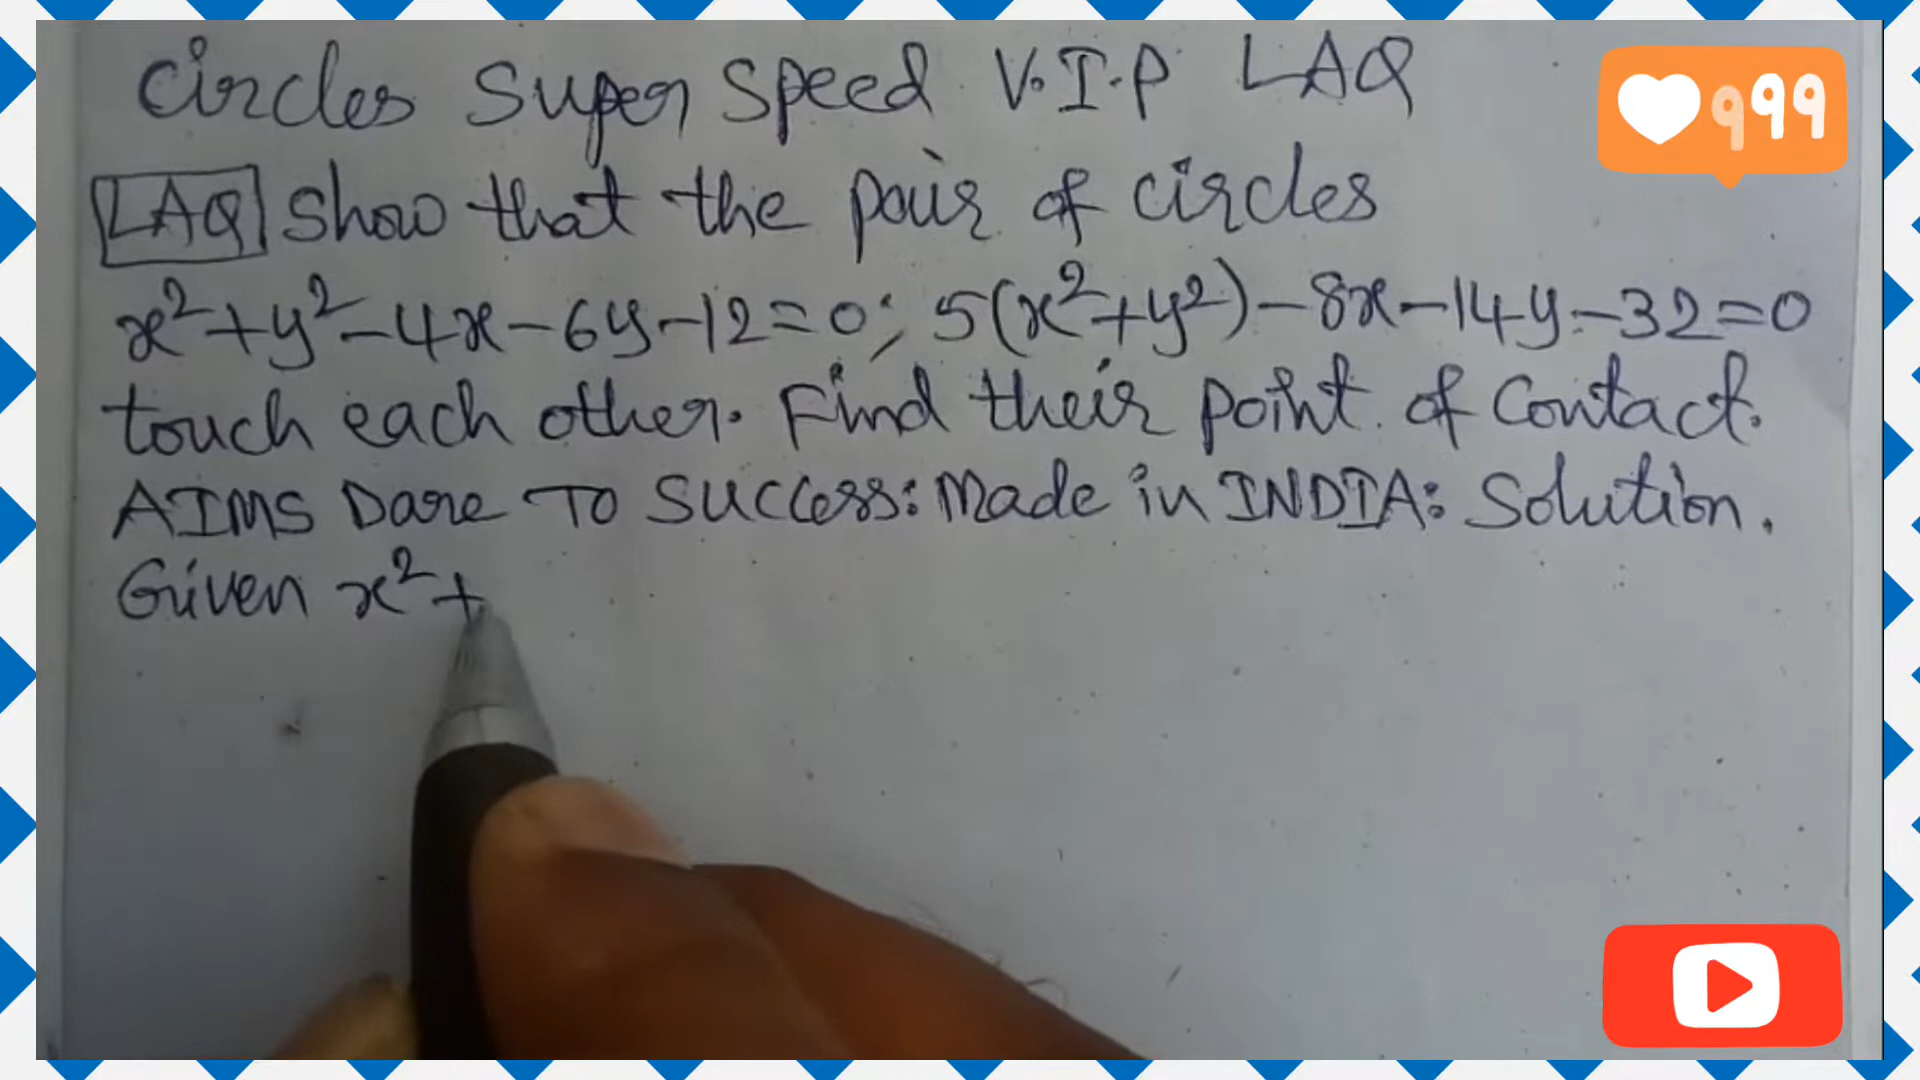 Circles Super Speed V.I.P LAQ
999
LAQ Show that the pair of circles
x²+y²-4x-6y-12=0; 5(x²+y²)-8x-14y-32=0
touch each other. Find their point of Contact.
AIMS Dare To Success: Made in INDIA: Solution.
Given x²+